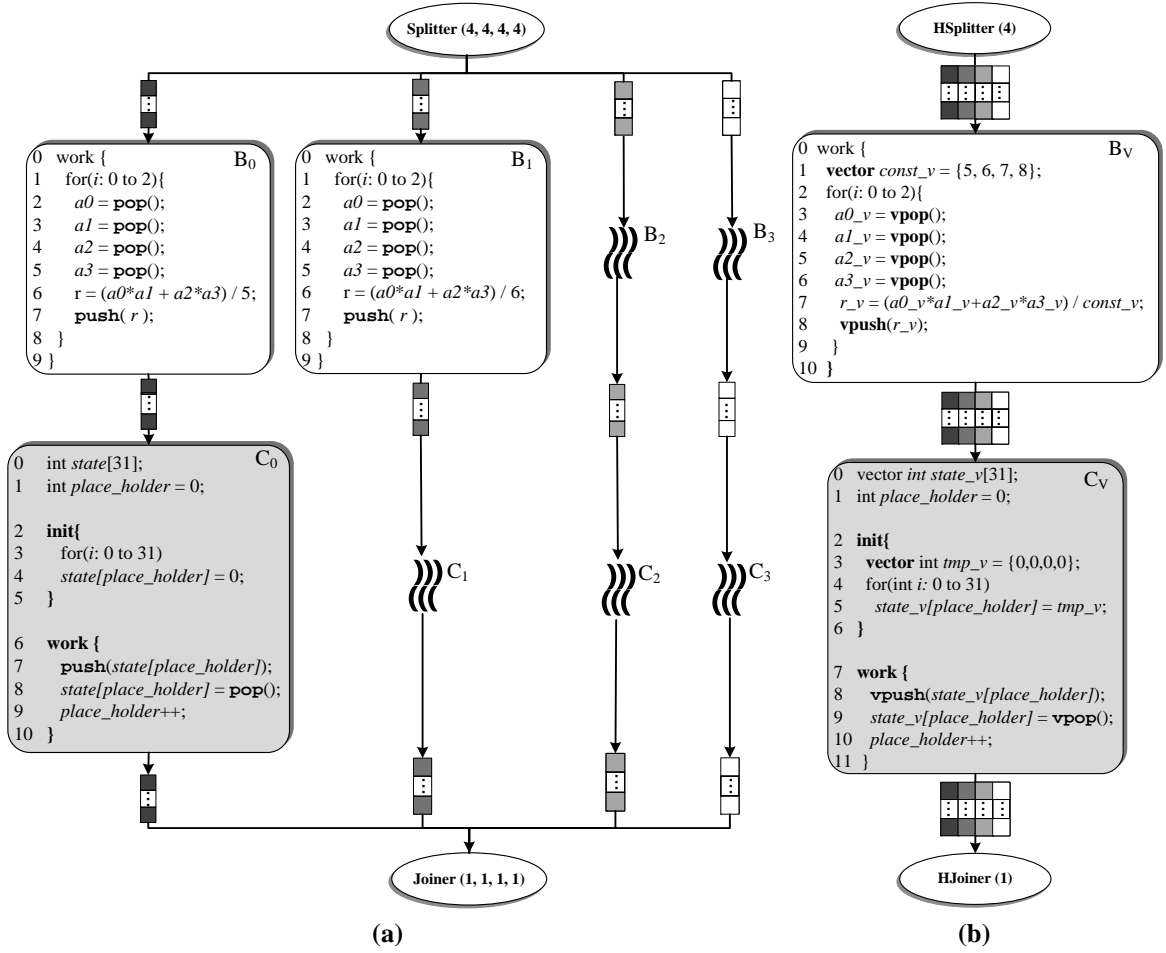 Splitter (4, 4, 4, 4)
B0
0 work {
1 for(i: 0 to 2){
2 a0 = pop();
3 a1 = pop();
4 a2 = pop();
5 a3 = pop();
6 r = (a0*a1 + a2*a3) / 5;
7 push( r );
8 }
9 }
B1
0 work {
1 for(i: 0 to 2){
2 a0 = pop();
3 a1 = pop();
4 a2 = pop();
5 a3 = pop();
6 r = (a0*a1 + a2*a3) / 6;
7 push( r );
8 }
9 }
B2
B3
C0
0 int state[31];
1 int place_holder = 0;
2 init{
3 for(i: 0 to 31)
4 state[place_holder] = 0;
5 }
6 work {
7 push(state[place_holder]);
8 state[place_holder] = pop();
9 place_holder++;
10 }
C1
C2
C3
Joiner (1, 1, 1, 1)
(a)
HSplitter (4)
BV
0 work {
1 vector const_v = {5, 6, 7, 8};
2 for(i: 0 to 2){
3 a0_v = vpop();
4 a1_v = vpop();
5 a2_v = vpop();
6 a3_v = vpop();
7 r_v = (a0_v*a1_v+a2_v*a3_v) / const_v;
8 vpush(r_v);
9 }
10 }
CV
0 vector int state_v[31];
1 int place_holder = 0;
2 init{
3 vector int tmp_v = {0,0,0,0};
4 for(int i: 0 to 31)
5 state_v[place_holder] = tmp_v;
6 }
7 work {
8 vpush(state_v[place_holder]);
9 state_v[place_holder] = vpop();
10 place_holder++;
11 }
HJoiner (1)
(b)